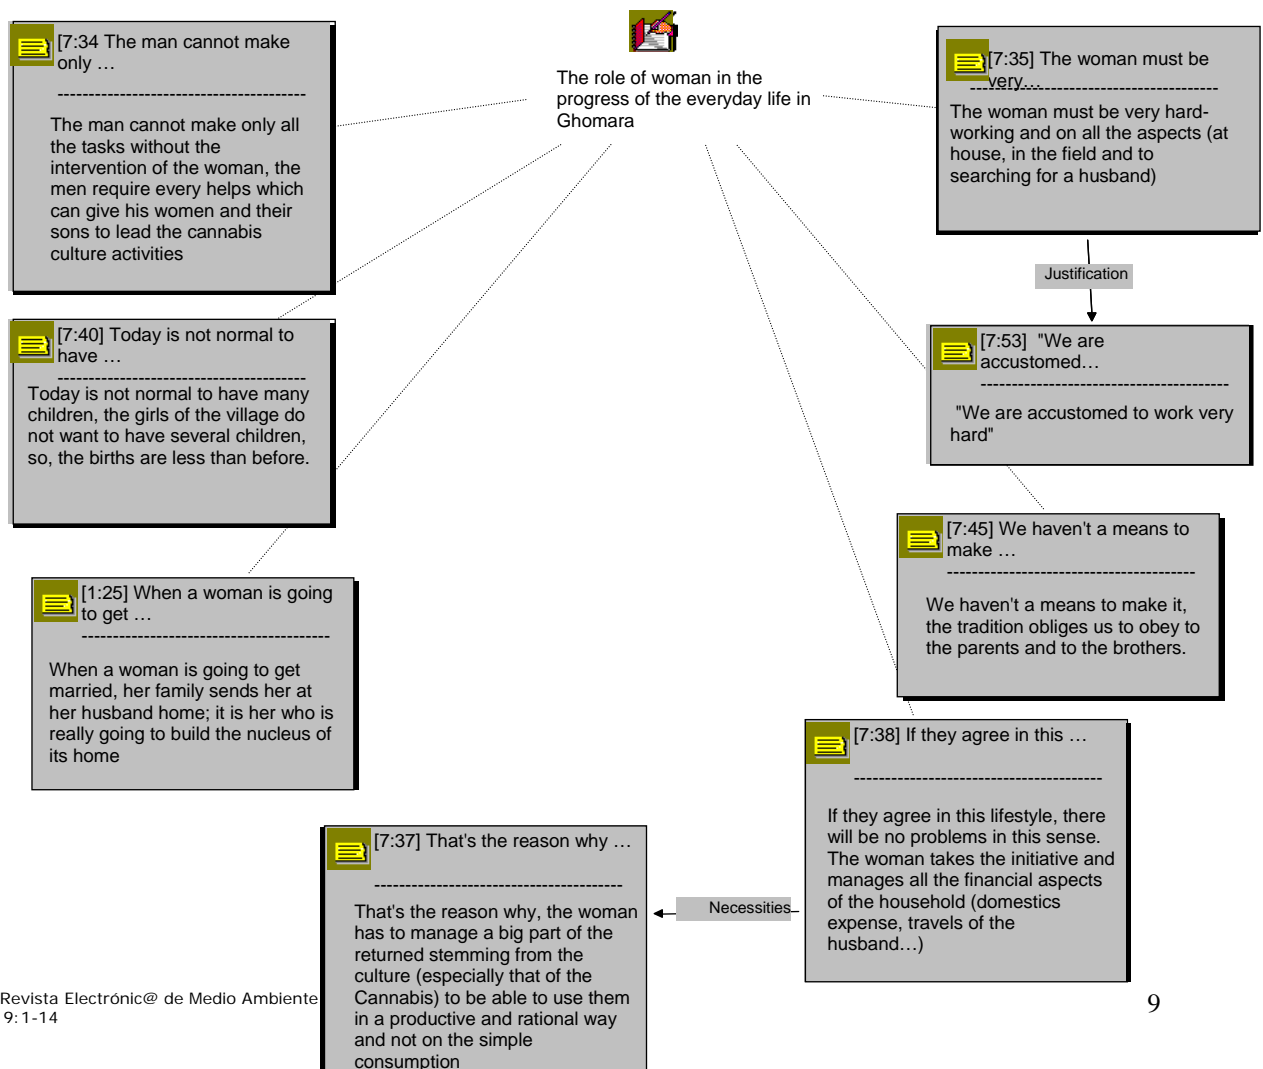 The role of woman in the
progress of the everyday life in
Ghomara
[7:34 The man cannot make
only …
----------------------------------------
The man cannot make only all
the tasks without the
intervention of the woman, the
men require every helps which
can give his women and their
sons to lead the cannabis
culture activities
[7:40] Today is not normal to
have …
----------------------------------------
Today is not normal to have many
children, the girls of the village do
not want to have several children,
so, the births are less than before.
[1:25] When a woman is going
to get …
----------------------------------------
When a woman is going to get
married, her family sends her at
her husband home; it is her who is
really going to build the nucleus of
its home
[7:35] The woman must be
very…
----------------------------------------
The woman must be very hard-
working and on all the aspects (at
house, in the field and to
searching for a husband)
Justification
[7:53] "We are
accustomed…
----------------------------------------
"We are accustomed to work very
hard"
[7:45] We haven't a means to
make …
----------------------------------------
We haven't a means to make it,
the tradition obliges us to obey to
the parents and to the brothers.
[7:38] If they agree in this …
----------------------------------------
If they agree in this lifestyle, there
will be no problems in this sense.
The woman takes the initiative and
manages all the financial aspects
of the household (domestics
expense, travels of the
husband…)
Necessities
[7:37] That's the reason why …
----------------------------------------
That's the reason why, the woman
has to manage a big part of the
returned stemming from the
culture (especially that of the
Cannabis) to be able to use them
in a productive and rational way
and not on the simple
consumption
Revista Electrónic@ de Medio Ambiente
9:1-14
9